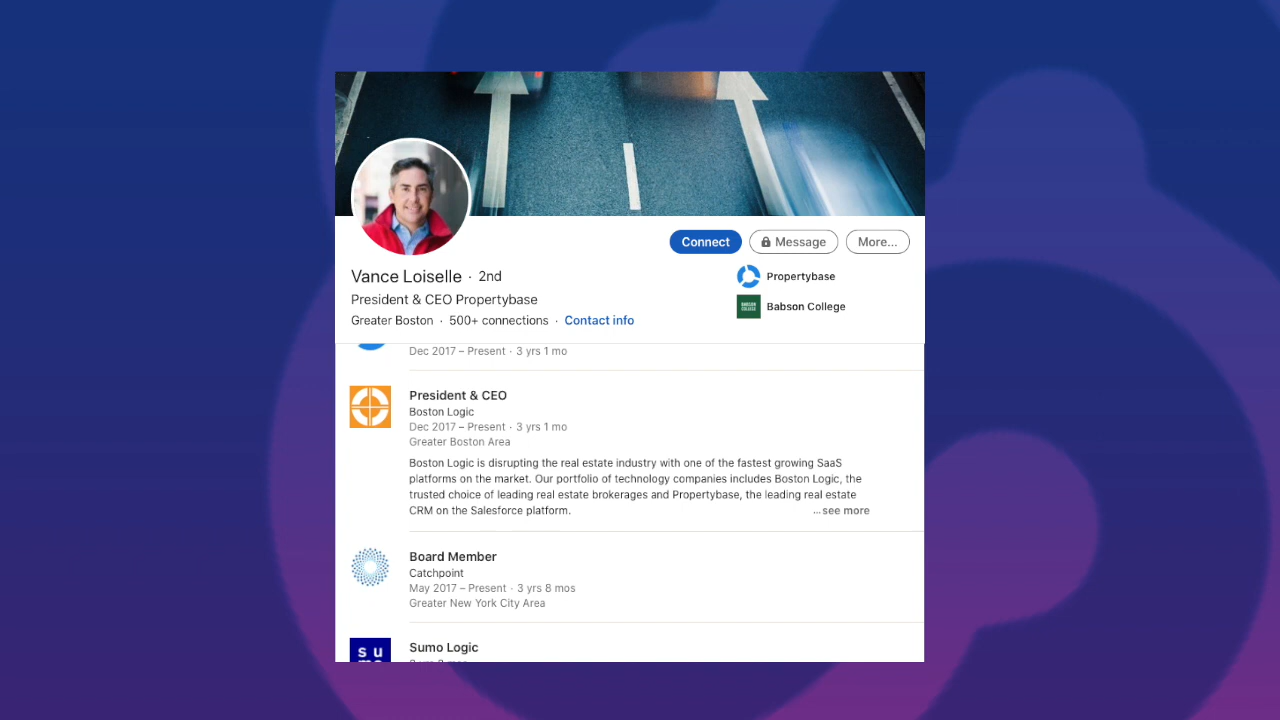 Connect
Message
More...
Vance Loiselle · 2nd
Propertybase
President & CEO Propertybase
Babson College
Greater Boston · 500+ connections · Contact info
Dec 2017 – Present · 3 yrs 1 mo
President & CEO
Boston Logic
Dec 2017 – Present · 3 yrs 1 mo
Greater Boston Area
Boston Logic is disrupting the real estate industry with one of the fastest growing SaaS
platforms on the market. Our portfolio of technology companies includes Boston Logic, the
trusted choice of leading real estate brokerages and Propertybase, the leading real estate
CRM on the Salesforce platform.
...see more
Board Member
Catchpoint
May 2017 – Present · 3 yrs 8 mos
Greater New York City Area
su
Sumo Logic